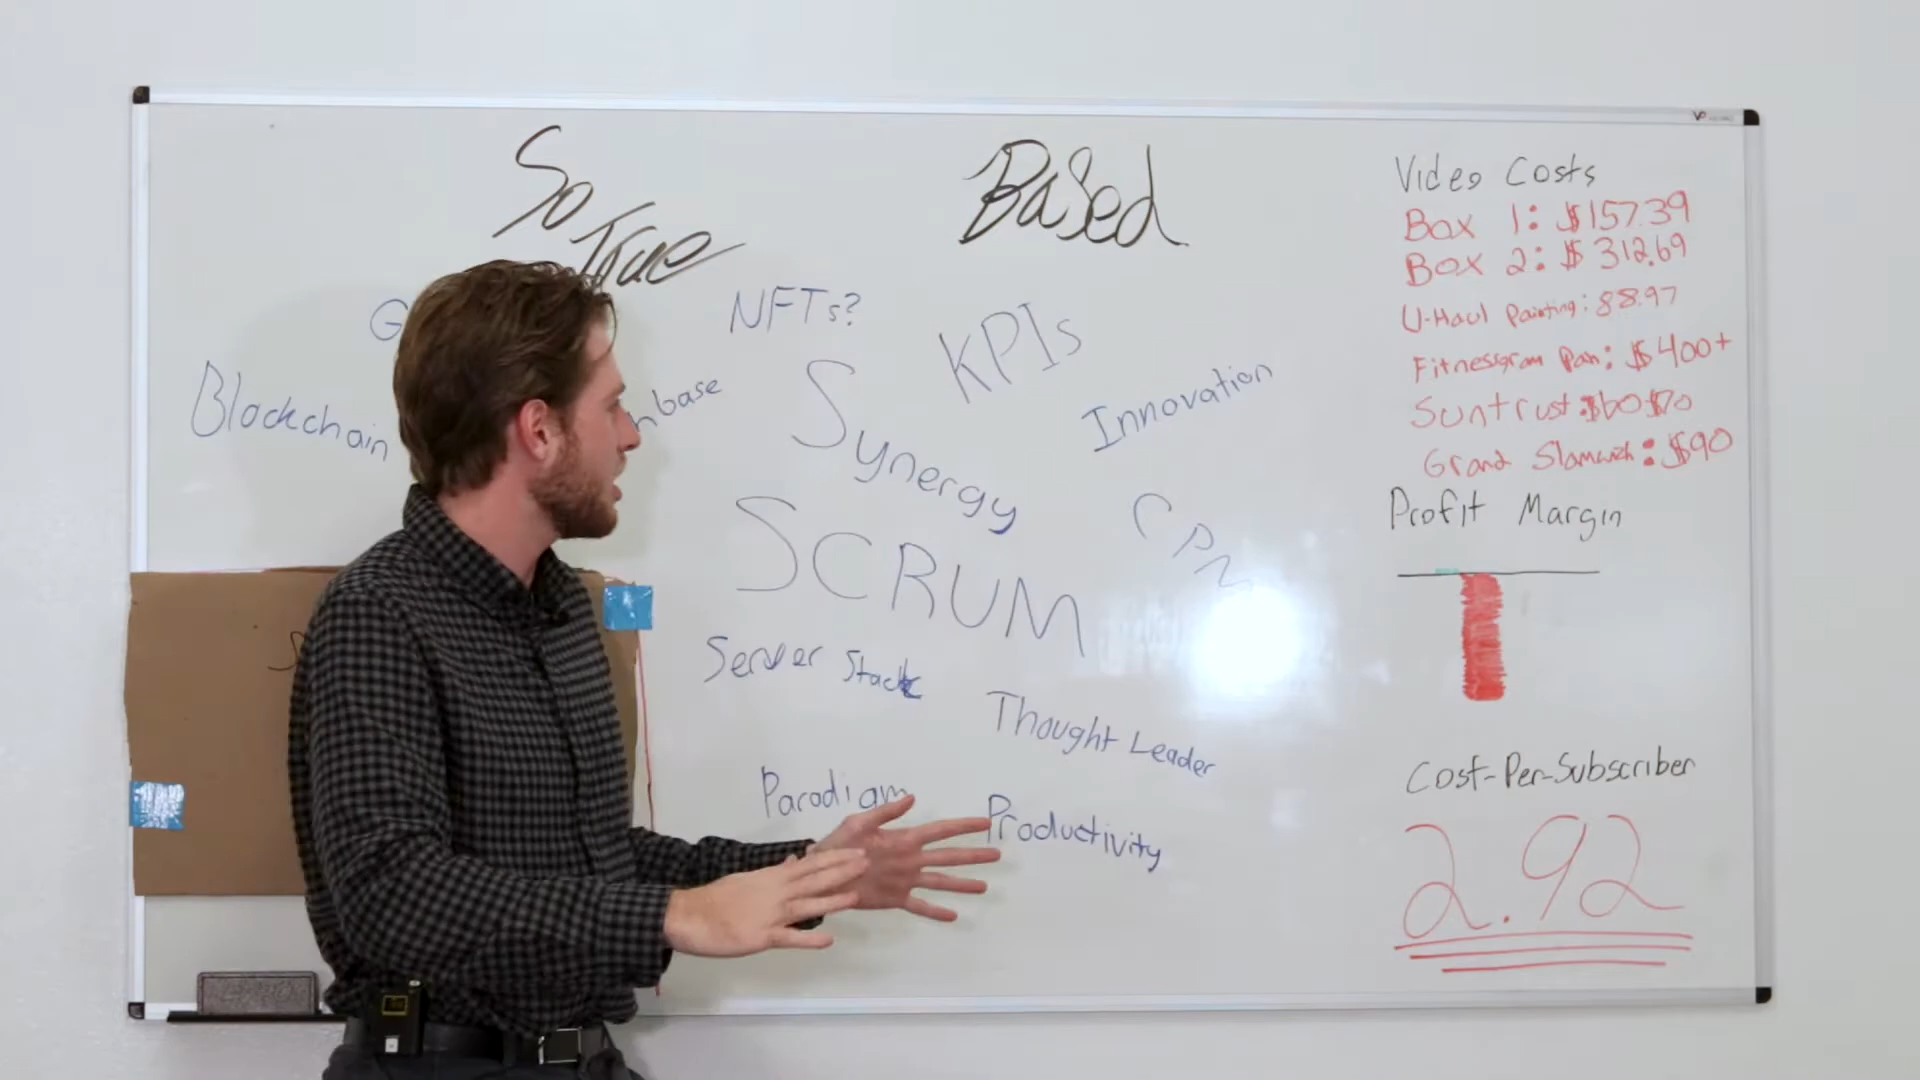 So
True
Based
NFTs?
KPIs
Blockchain
base
Synergy
Innovation
CPM
SCRUM
Server Stack
Thought Leader
Paradigm
Productivity
Video Costs
Box 1: $157.39
Box 2: $312.69
U-Haul Painting: 88.97
Fitnessgram Pan: $400+
Suntrust: $60 $70
Grand Slamwich: $90
Profit Margin
Cost-Per-Subscriber
2.92